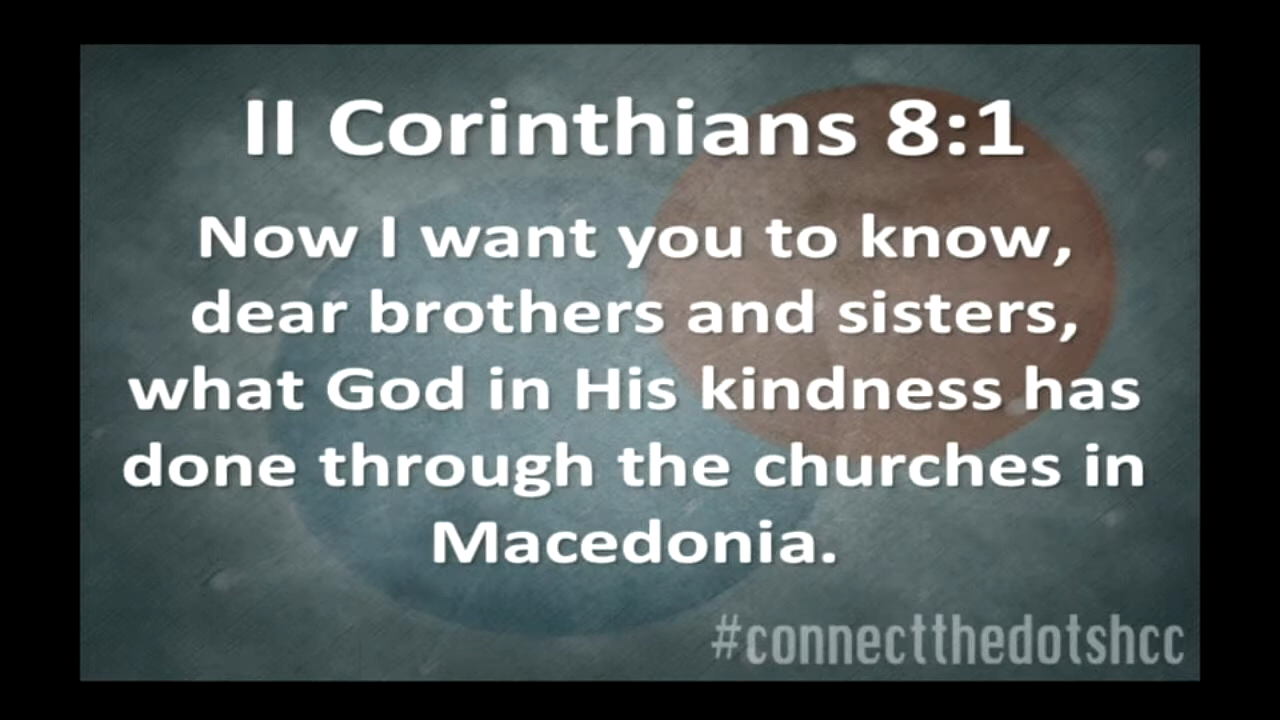 II Corinthians 8:1
Now I want you to know,
dear brothers and sisters,
what God in His kindness has
done through the churches in
Macedonia.
#connectthedotshcc